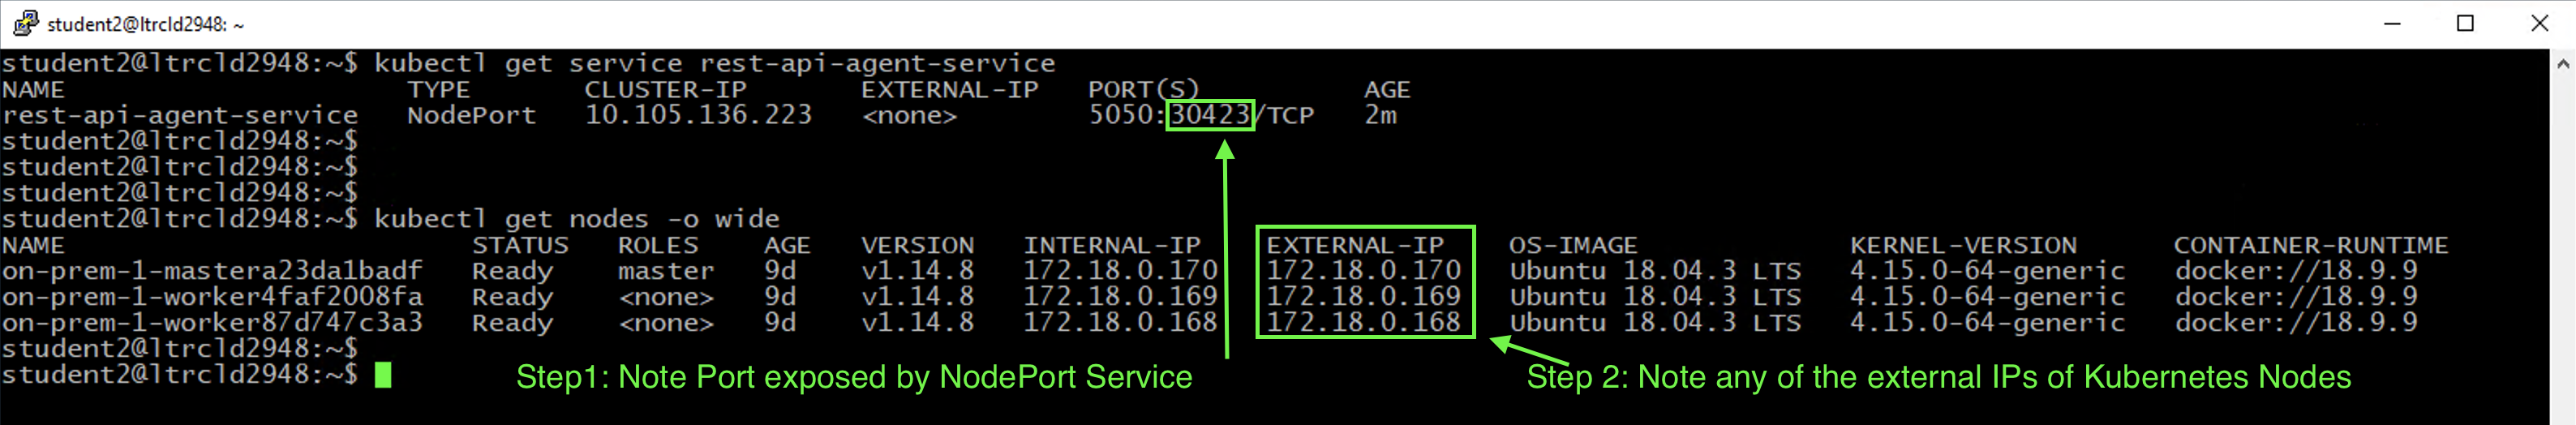 student2@ltrcld2948: ~
student2@ltrcld2948:~$ kubectl get service rest-api-agent-service
NAME TYPE CLUSTER-IP EXTERNAL-IP PORT(S) AGE
rest-api-agent-service NodePort 10.105.136.223 <none> 5050:30423/TCP 2m
student2@ltrcld2948:~$
student2@ltrcld2948:~$
student2@ltrcld2948:~$
student2@ltrcld2948:~$ kubectl get nodes -o wide
NAME STATUS ROLES AGE VERSION INTERNAL-IP EXTERNAL-IP OS-IMAGE KERNEL-VERSION CONTAINER-RUNTIME
on-prem-1-mastera23da1badf Ready master 9d v1.14.8 172.18.0.170 172.18.0.170 Ubuntu 18.04.3 LTS 4.15.0-64-generic docker://18.9.9
on-prem-1-worker4faf2008fa Ready <none> 9d v1.14.8 172.18.0.169 172.18.0.169 Ubuntu 18.04.3 LTS 4.15.0-64-generic docker://18.9.9
on-prem-1-worker87d747c3a3 Ready <none> 9d v1.14.8 172.18.0.168 172.18.0.168 Ubuntu 18.04.3 LTS 4.15.0-64-generic docker://18.9.9
student2@ltrcld2948:~$
student2@ltrcld2948:~$
Step1: Note Port exposed by NodePort Service
Step 2: Note any of the external IPs of Kubernetes Nodes